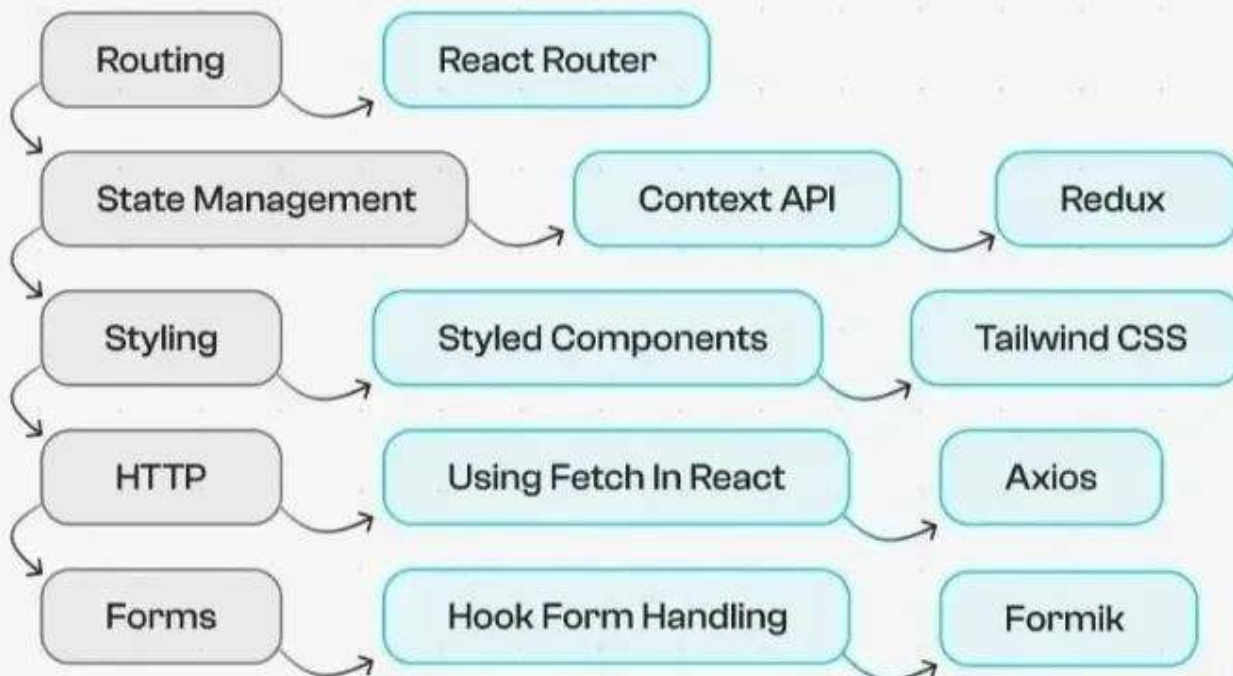 Routing React Router
State Management Context API Redux
Styling Styled Components Tailwind CSS
HTTP Using Fetch In React Axios
Forms Hook Form Handling Formik